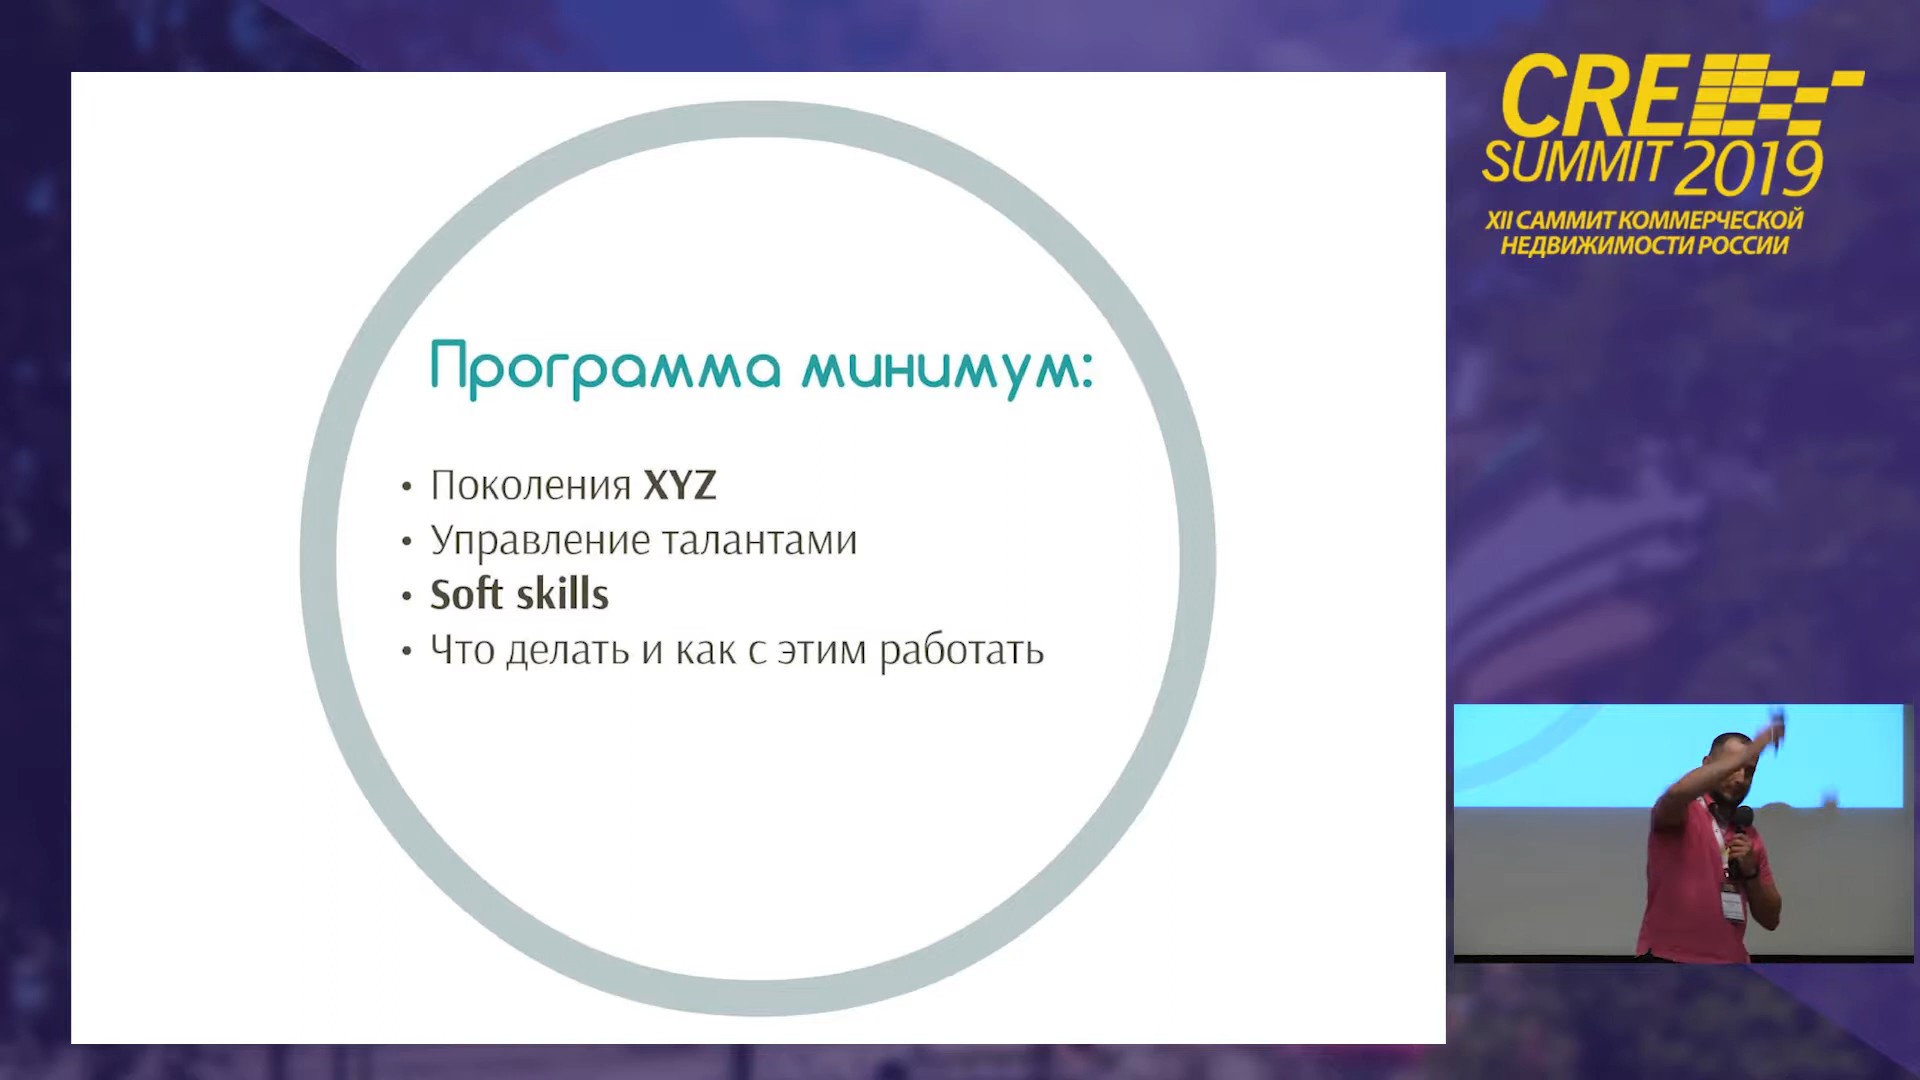 CRE
SUMMIT 2019
XII САММИТ КОММЕРЧЕСКОЙ
НЕДВИЖИМОСТИ РОССИИ
Программа минимум:
• Поколения XYZ
• Управление талантами
• Soft skills
• Что делать и как с этим работать